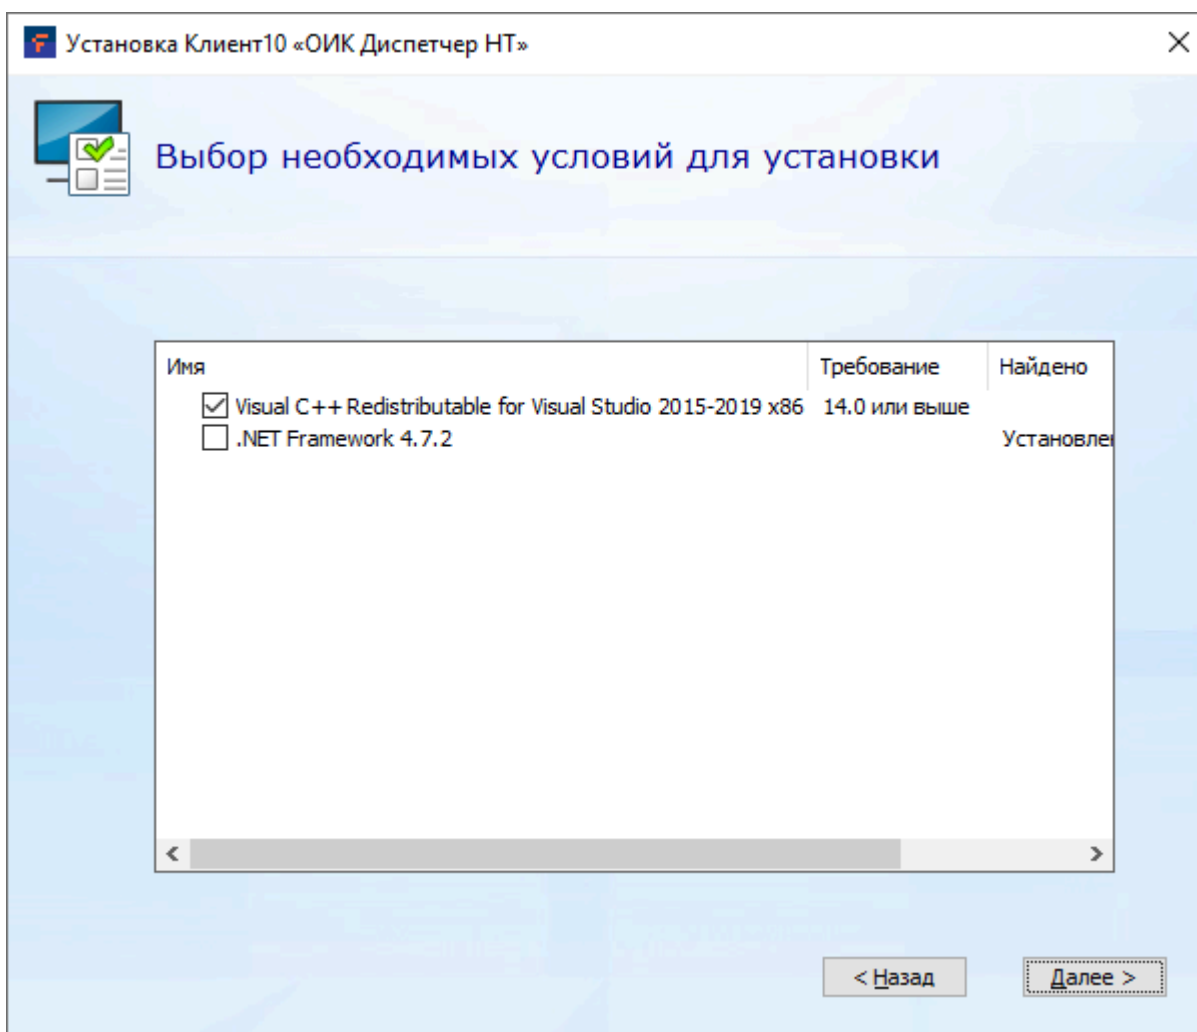 Установка Клиент10 «ОИК Диспетчер НТ»
Выбор необходимых условий для установки
Имя Требование Найдено
Visual C++ Redistributable for Visual Studio 2015-2019 x86 14.0 или выше
.NET Framework 4.7.2 Установлен
< Назад Далее >